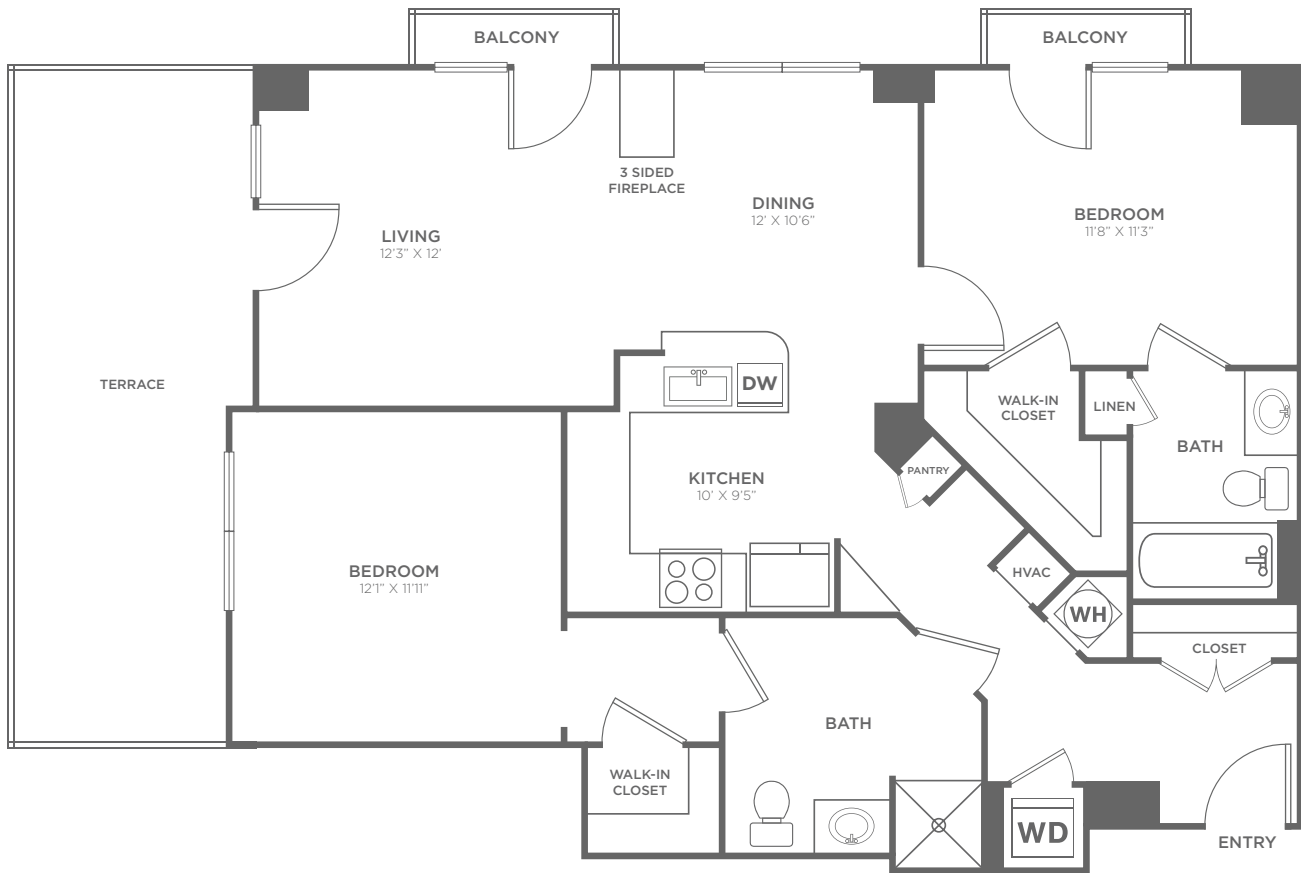 BALCONY
BALCONY
3 SIDED
FIREPLACE
DINING
12' X 10'6"
LIVING
12'3" X 12'
BEDROOM
11'8" X 11'3"
TERRACE
DW
WALK-IN
CLOSET
LINEN
BATH
KITCHEN
10' X 9'5"
PANTRY
BEDROOM
12'1" X 11'11"
HVAC
WH
CLOSET
BATH
WALK-IN
CLOSET
WD
ENTRY